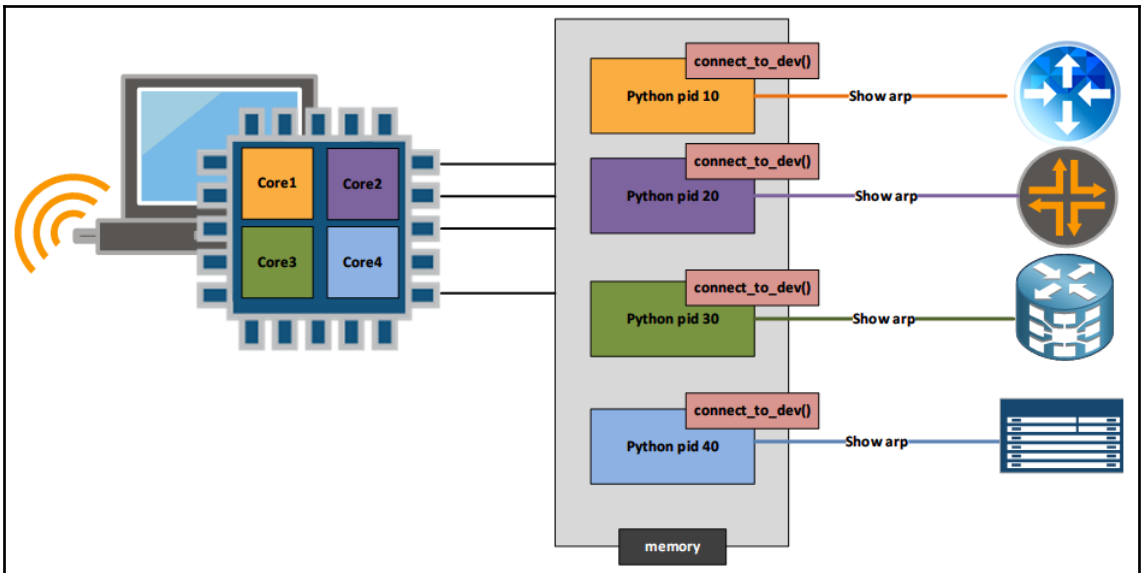 connect_to_dev()
Python pid 10
Show arp
Core1
Core2
connect_to_dev()
Python pid 20
Show arp
Core3
Core4
connect_to_dev()
Python pid 30
Show arp
connect_to_dev()
Python pid 40
Show arp
memory